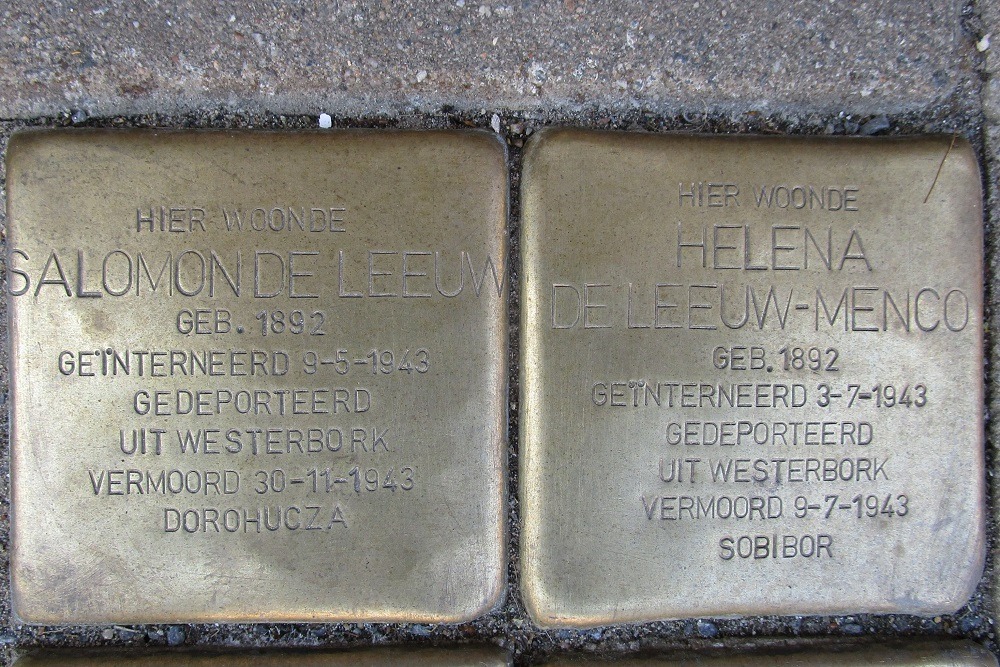 HIER WOONDE
SALOMON DE LEEUW
GEB. 1892
GEÏNTERNEERD 9-5-1943
GEDEPORTEERD
UIT WESTERBORK
VERMOORD 30-11-1943
DOROHUCZA
HIER WOONDE
HELENA
DE LEEUW-MENCO
GEB. 1892
GEÏNTERNEERD 3-7-1943
GEDEPORTEERD
UIT WESTERBORK
VERMOORD 9-7-1943
SOBIBOR